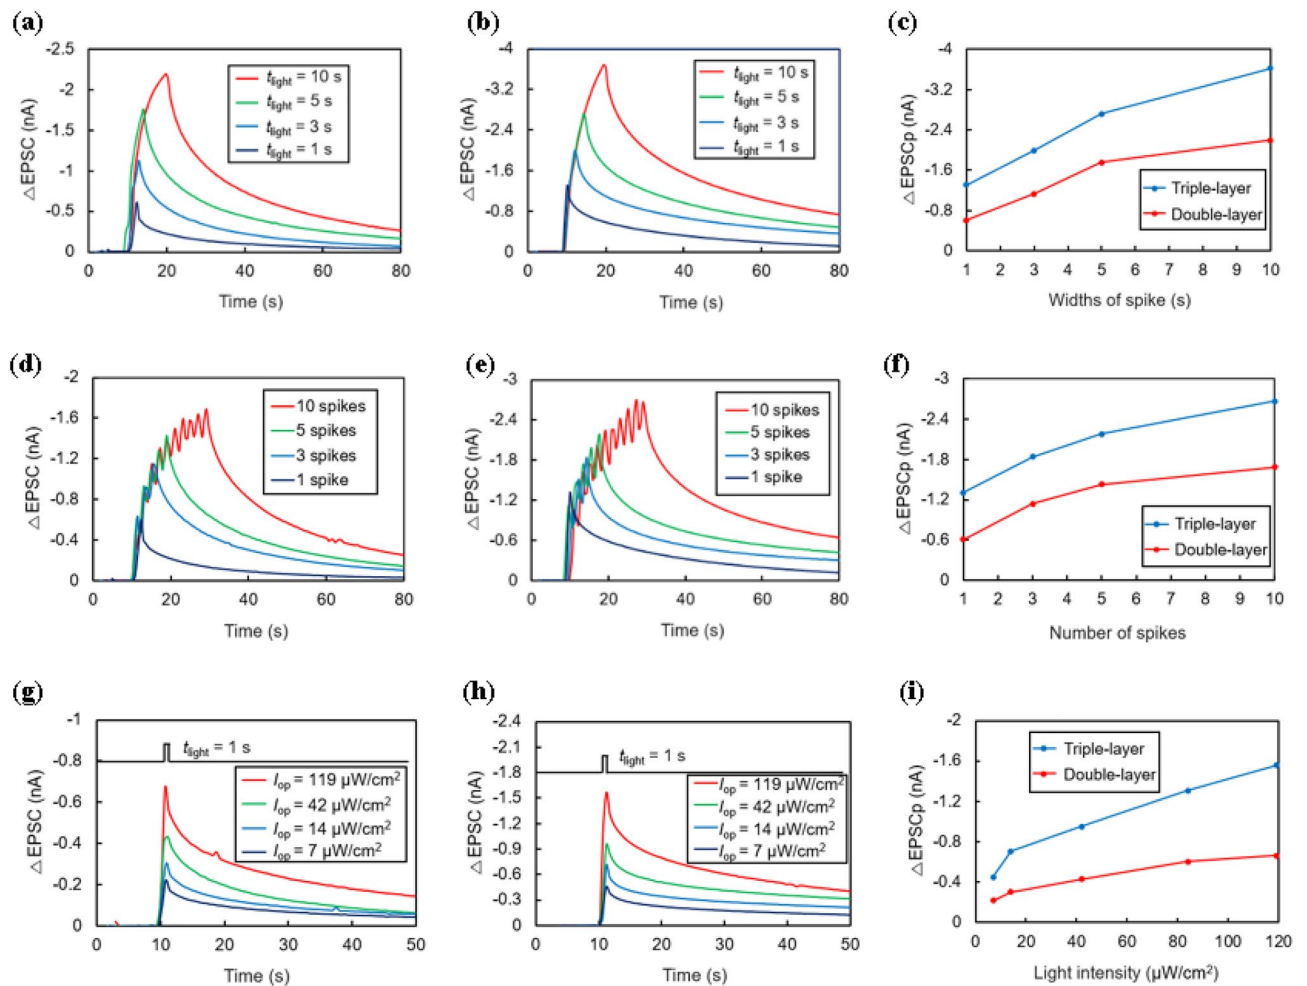 (a)
-2.5
-2
-1.5
-1
-0.5
0
△EPSC (nA)
tlight = 10 s
tlight = 5 s
tlight = 3 s
tlight = 1 s
0 20 40 60 80
Time (s)
(b)
-4
-3.2
-2.4
-1.6
-0.8
0
△EPSC (nA)
tlight = 10 s
tlight = 5 s
tlight = 3 s
tlight = 1 s
0 20 40 60 80
Time (s)
(c)
-4
-3.2
-2.4
-1.6
-0.8
0
△EPSCp (nA)
Triple-layer
Double-layer
1 2 3 4 5 6 7 8 9 10
Widths of spike (s)
(d)
-2
-1.6
-1.2
-0.8
-0.4
0
△EPSC (nA)
10 spikes
5 spikes
3 spikes
1 spike
0 20 40 60 80
Time (s)
(e)
-3
-2.4
-1.8
-1.2
-0.6
0
△EPSC (nA)
10 spikes
5 spikes
3 spikes
1 spike
0 20 40 60 80
Time (s)
(f)
-3
-2.4
-1.8
-1.2
-0.6
0
△EPSCp (nA)
Triple-layer
Double-layer
1 2 3 4 5 6 7 8 9 10
Number of spikes
(g)
-1
-0.8
-0.6
-0.4
-0.2
0
△EPSC (nA)
tlight = 1 s
Iop = 119 μW/cm²
Iop = 42 μW/cm²
Iop = 14 μW/cm²
Iop = 7 μW/cm²
0 10 20 30 40 50
Time (s)
(h)
-2.4
-2.1
-1.8
-1.5
-1.2
-0.9
-0.6
-0.3
0
△EPSC (nA)
tlight = 1 s
Iop = 119 μW/cm²
Iop = 42 μW/cm²
Iop = 14 μW/cm²
Iop = 7 μW/cm²
0 10 20 30 40 50
Time (s)
(i)
-2
-1.6
-1.2
-0.8
-0.4
0
△EPSCp (nA)
Triple-layer
Double-layer
0 20 40 60 80 100 120
Light intensity (μW/cm²)